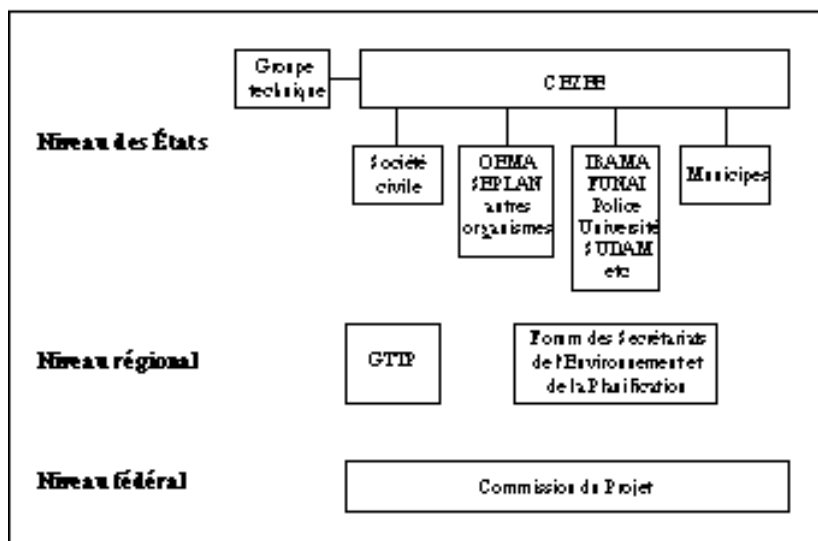 Groupe
technique
CEZEE
Niveau des États
Société
civile
OEMA
SEPLAN
autres
organismes
IBAMA
FUNAI
Police
Université
SUDAM
etc
Municipes
Niveau régional
GTTP
Forum des Secrétariats
de l'Environnement et
de la Planification
Niveau fédéral
Commission du Projet